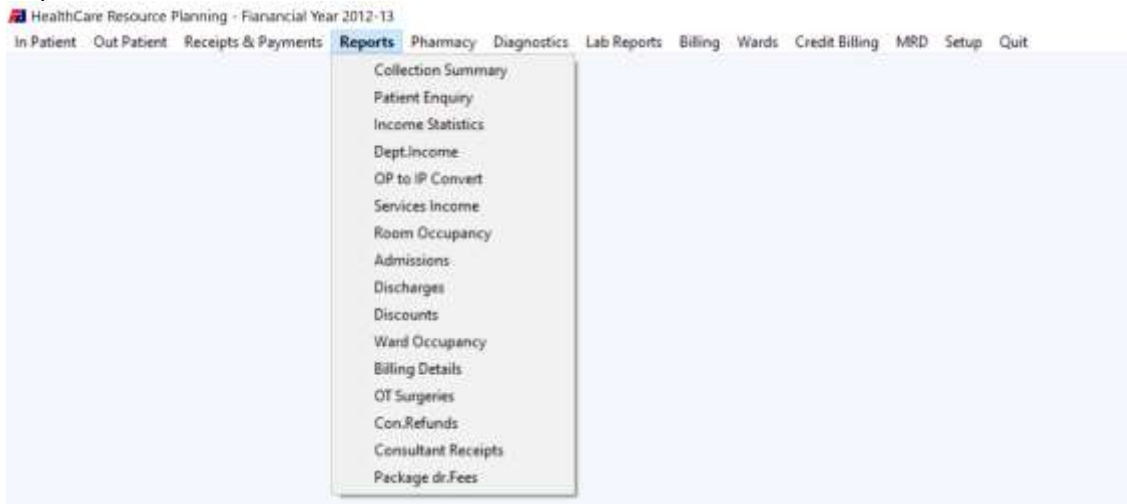 HealthCare Resource Planning - Fianancial Year 2012-13
In Patient Out Patient Receipts & Payments Reports Pharmacy Diagnostics Lab Reports Billing Wards Credit Billing MRD Setup Quit
Collection Summary
Patient Enquiry
Income Statistics
Dept.Income
OP to IP Convert
Services Income
Room Occupancy
Admissions
Discharges
Discounts
Ward Occupancy
Billing Details
OT Surgeries
Con.Refunds
Consultant Receipts
Package dr.Fees